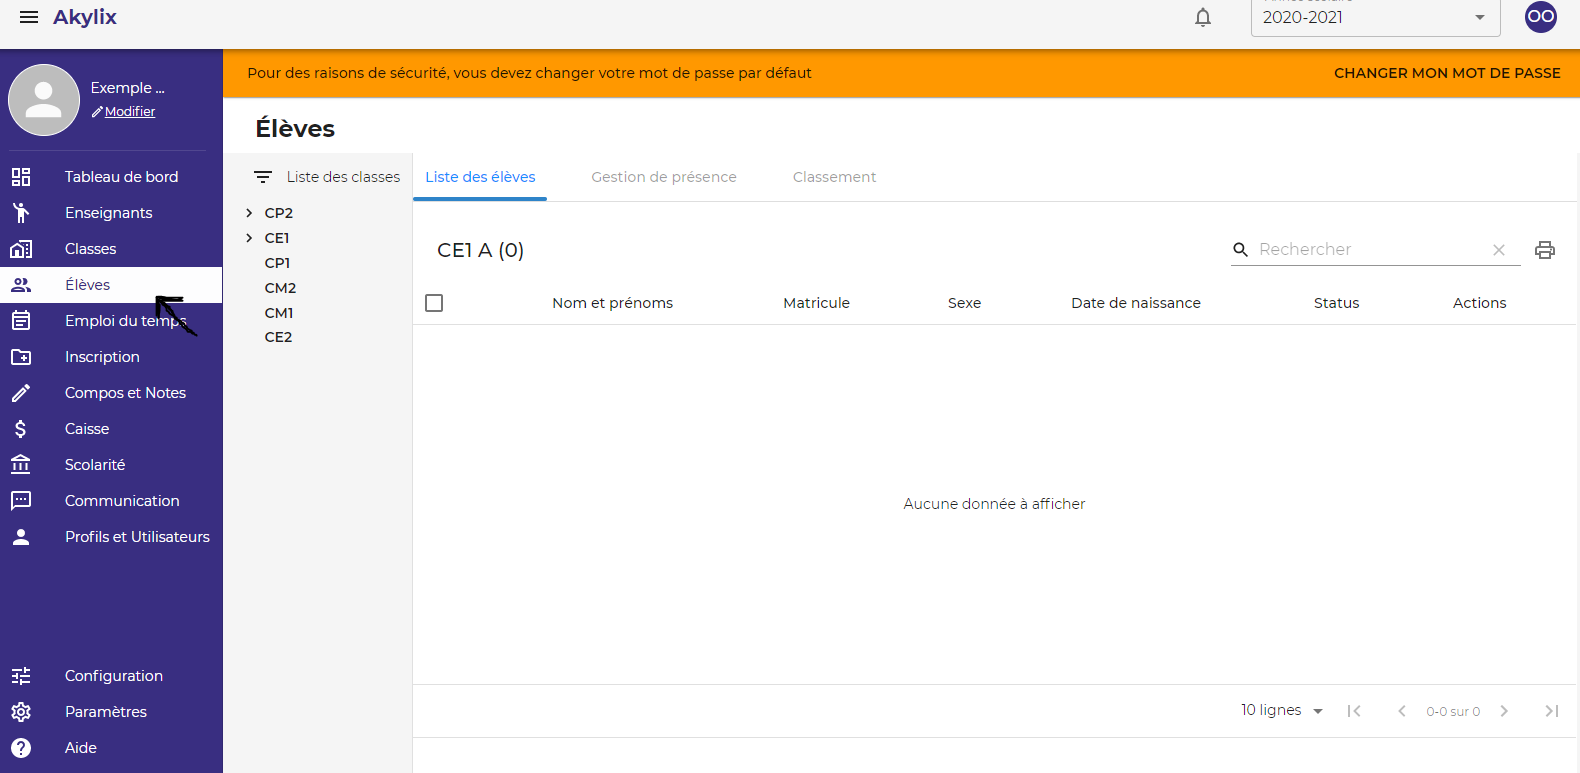 Akylix
Année scolaire
2020-2021
OO
Exemple ...
Modifier
Pour des raisons de sécurité, vous devez changer votre mot de passe par défaut
CHANGER MON MOT DE PASSE
Tableau de bord
Enseignants
Classes
Élèves
Emploi du temps
Inscription
Compos et Notes
Caisse
Scolarité
Communication
Profils et Utilisateurs
Configuration
Paramètres
Aide
Élèves
Liste des classes
CP2
CE1
CP1
CM2
CM1
CE2
Liste des élèves
Gestion de présence
Classement
CE1 A (0)
Rechercher
Nom et prénoms
Matricule
Sexe
Date de naissance
Status
Actions
Aucune donnée à afficher
10 lignes
0-0 sur 0